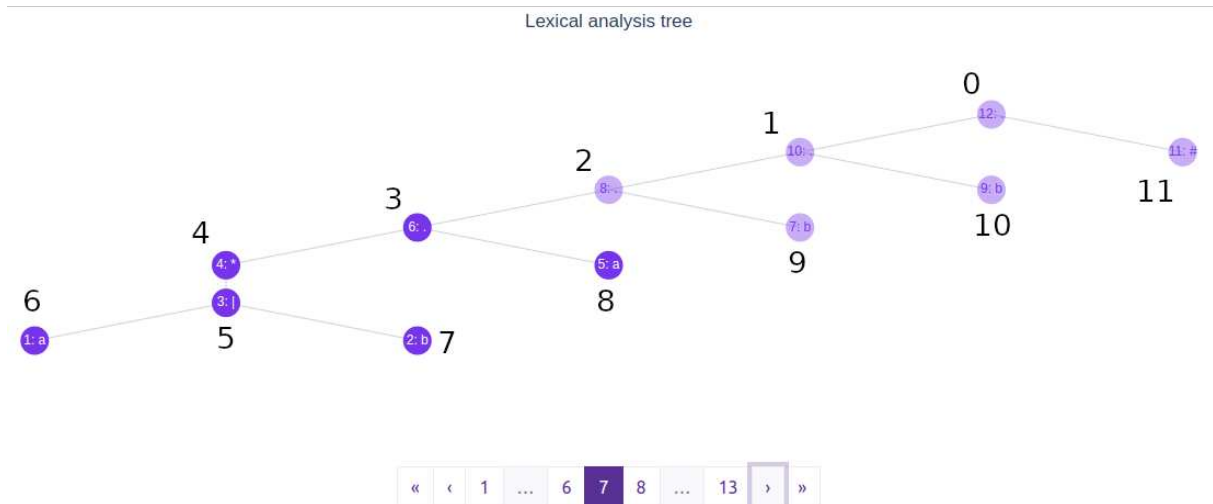 Lexical analysis tree
0
12: .
1
10: .
11: #
2
8: .
9: b
11
3
6: .
7: b
10
4
4: *
5: a
9
6
3: |
8
1: a
5
2: b
7
« ‹ 1 ... 6 7 8 ... 13 › »